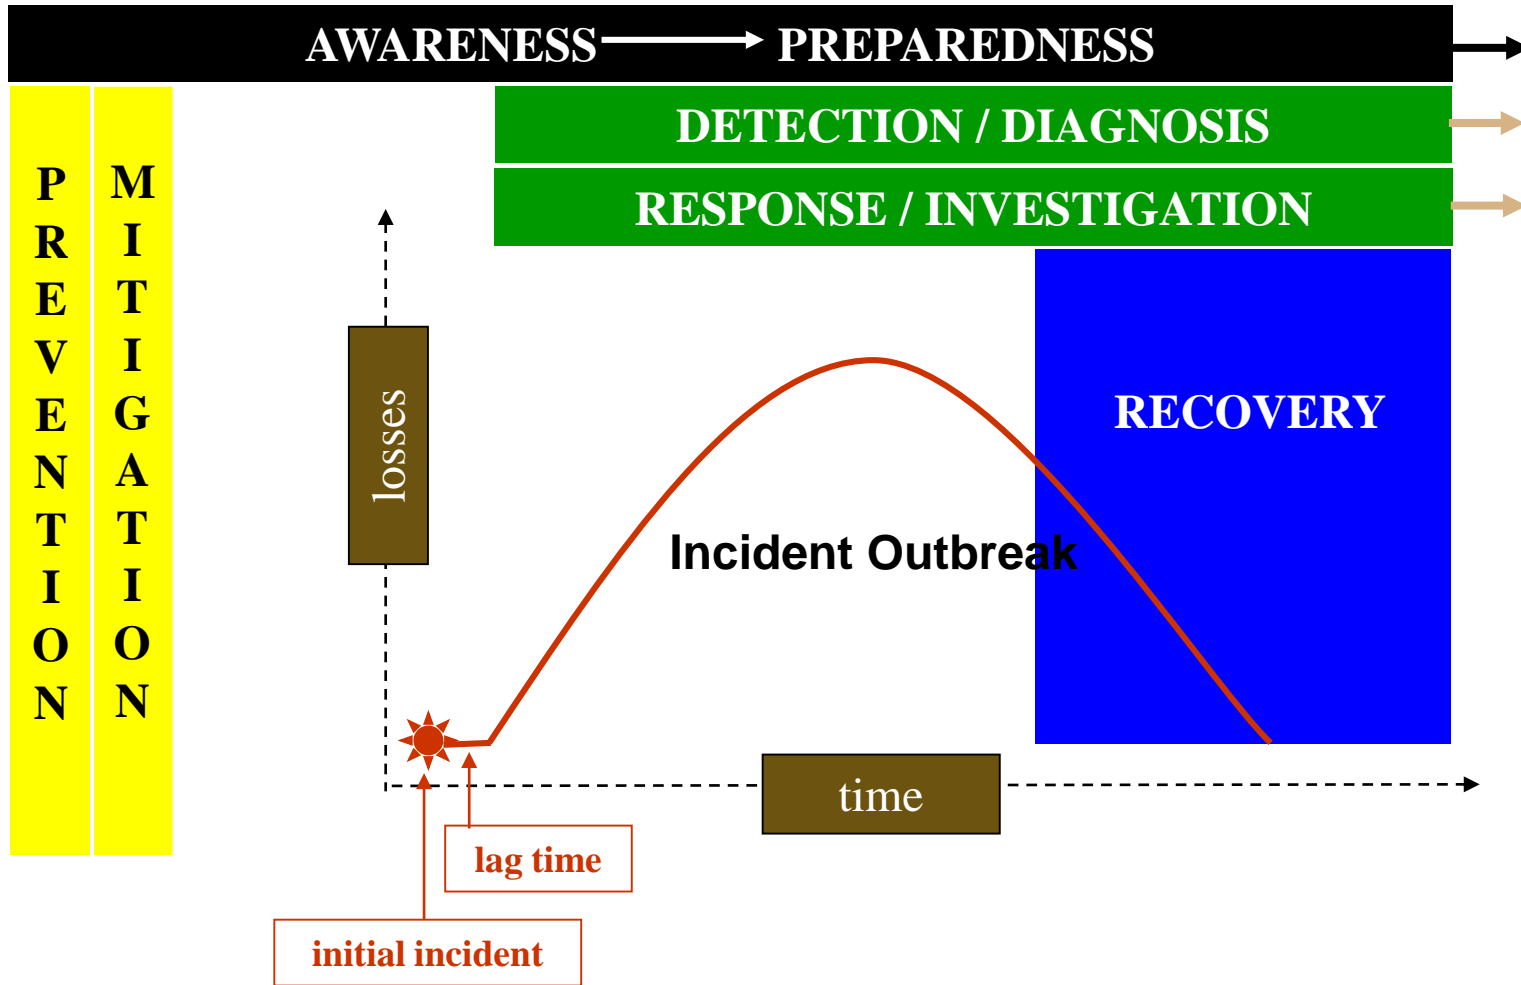 AWARENESS PREPAREDNESS
DETECTION / DIAGNOSIS
RESPONSE / INVESTIGATION
PREVENTION
MITIGATION
losses
RECOVERY
Incident Outbreak
time
lag time
initial incident